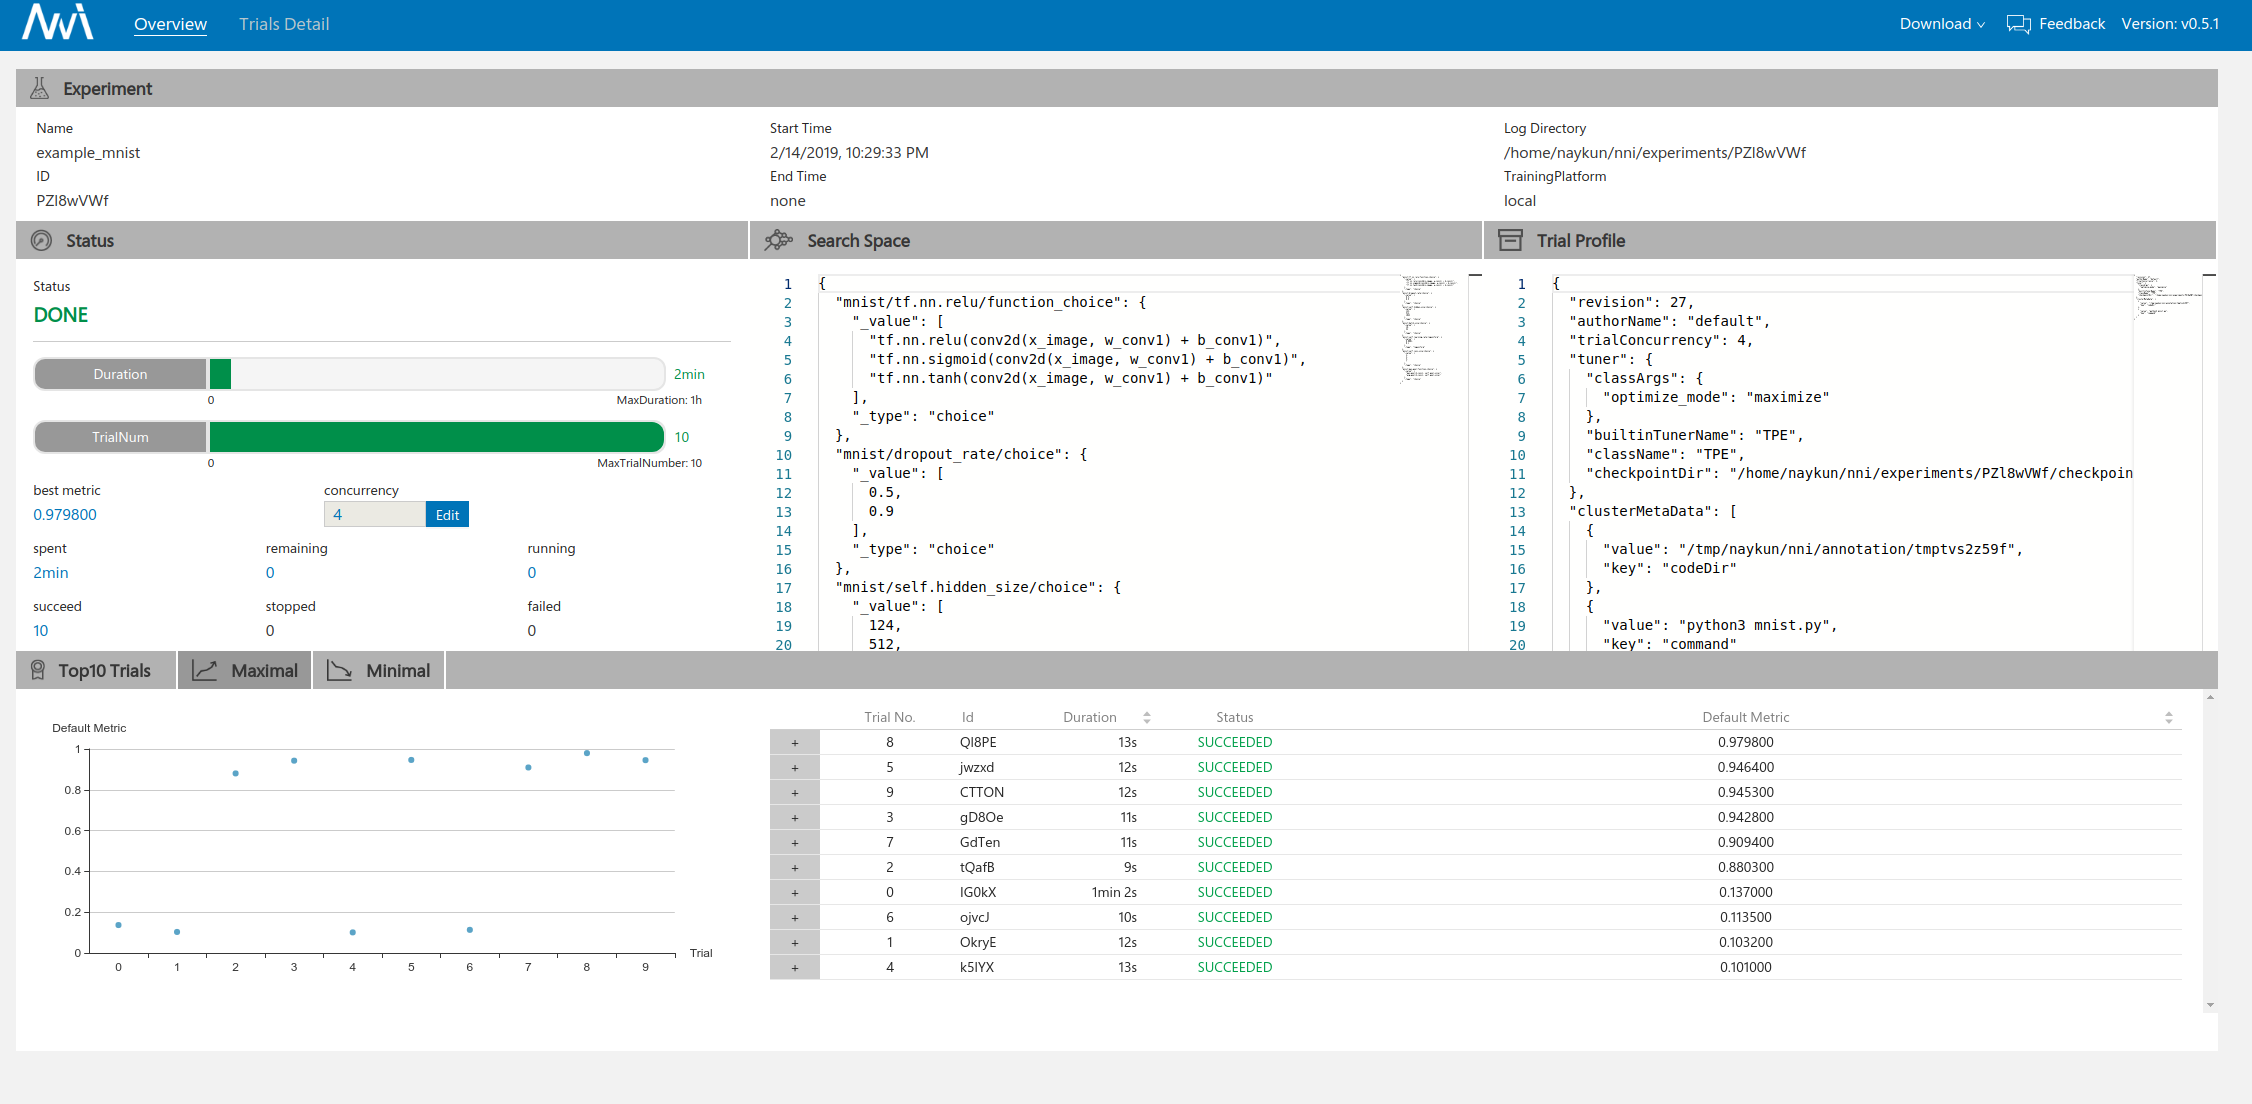 NNI Overview Trials Detail Download Feedback Version: v0.5.1
Experiment
Name
example_mnist
ID
PZl8wVWf
Start Time
2/14/2019, 10:29:33 PM
End Time
none
Log Directory
/home/naykun/nni/experiments/PZl8wVWf
TrainingPlatform
local
Status
Status
DONE
Duration 2min
0 MaxDuration: 1h
TrialNum 10
0 MaxTrialNumber: 10
best metric concurrency
0.979800 4 Edit
spent remaining running
2min 0 0
succeed stopped failed
10 0 0
Search Space
1 {
2 "mnist/tf.nn.relu/function_choice": {
3 "_value": [
4 "tf.nn.relu(conv2d(x_image, w_conv1) + b_conv1)",
5 "tf.nn.sigmoid(conv2d(x_image, w_conv1) + b_conv1)",
6 "tf.nn.tanh(conv2d(x_image, w_conv1) + b_conv1)"
7 ],
8 "_type": "choice"
9 },
10 "mnist/dropout_rate/choice": {
11 "_value": [
12 0.5,
13 0.9
14 ],
15 "_type": "choice"
16 },
17 "mnist/self.hidden_size/choice": {
18 "_value": [
19 124,
20 512,
Trial Profile
1 {
2 "revision": 27,
3 "authorName": "default",
4 "trialConcurrency": 4,
5 "tuner": {
6 "classArgs": {
7 "optimize_mode": "maximize"
8 },
9 "builtinTunerName": "TPE",
10 "className": "TPE",
11 "checkpointDir": "/home/naykun/nni/experiments/PZl8wVWf/checkpoin
12 },
13 "clusterMetaData": [
14 {
15 "value": "/tmp/naykun/nni/annotation/tmptvs2z59f",
16 "key": "codeDir"
17 },
18 {
19 "value": "python3 mnist.py",
20 "key": "command"
Top10 Trials Maximal Minimal
Default Metric
1
0.8
0.6
0.4
0.2
0
0 1 2 3 4 5 6 7 8 9
Trial
Trial No. Id Duration Status Default Metric
+ 8 Ql8PE 13s SUCCEEDED 0.979800
+ 5 jwzxd 12s SUCCEEDED 0.946400
+ 9 CTTON 12s SUCCEEDED 0.945300
+ 3 gD8Oe 11s SUCCEEDED 0.942800
+ 7 GdTen 11s SUCCEEDED 0.909400
+ 2 tQafB 9s SUCCEEDED 0.880300
+ 0 IG0kX 1min 2s SUCCEEDED 0.137000
+ 6 ojvcJ 10s SUCCEEDED 0.113500
+ 1 OkryE 12s SUCCEEDED 0.103200
+ 4 k5lYX 13s SUCCEEDED 0.101000